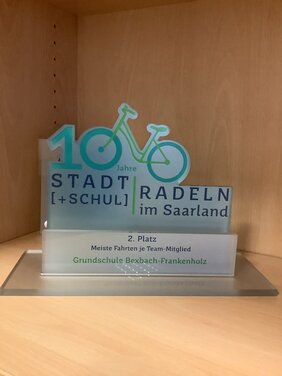 10
Jahre
STADT
[+SCHUL]
RADELN
im Saarland
2. Platz
Meiste Fahrten je Team-Mitglied
Grundschule Bexbach-Frankenholz